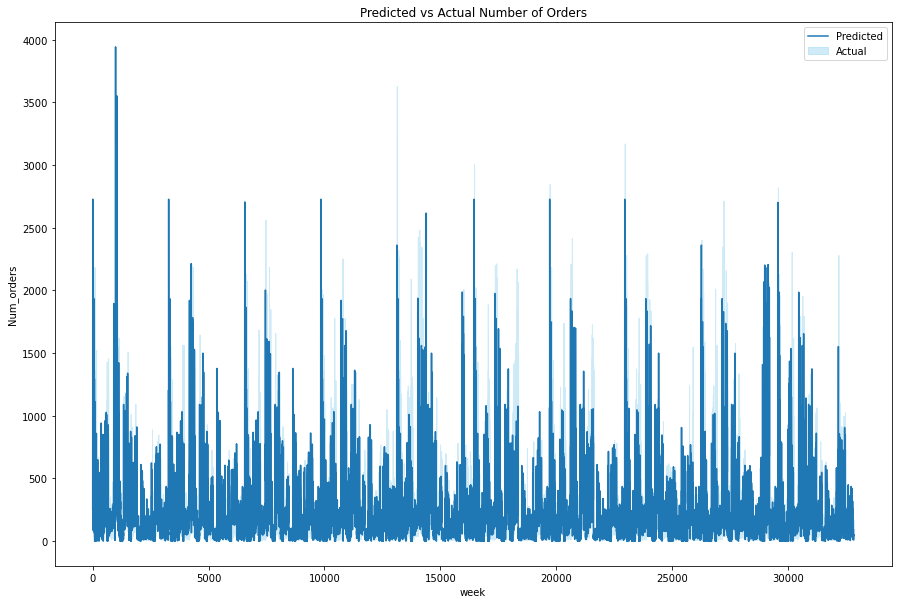 Predicted vs Actual Number of Orders
Predicted
Actual
4000
3500
3000
2500
2000
1500
1000
500
0
Num_orders
0 5000 10000 15000 20000 25000 30000
week